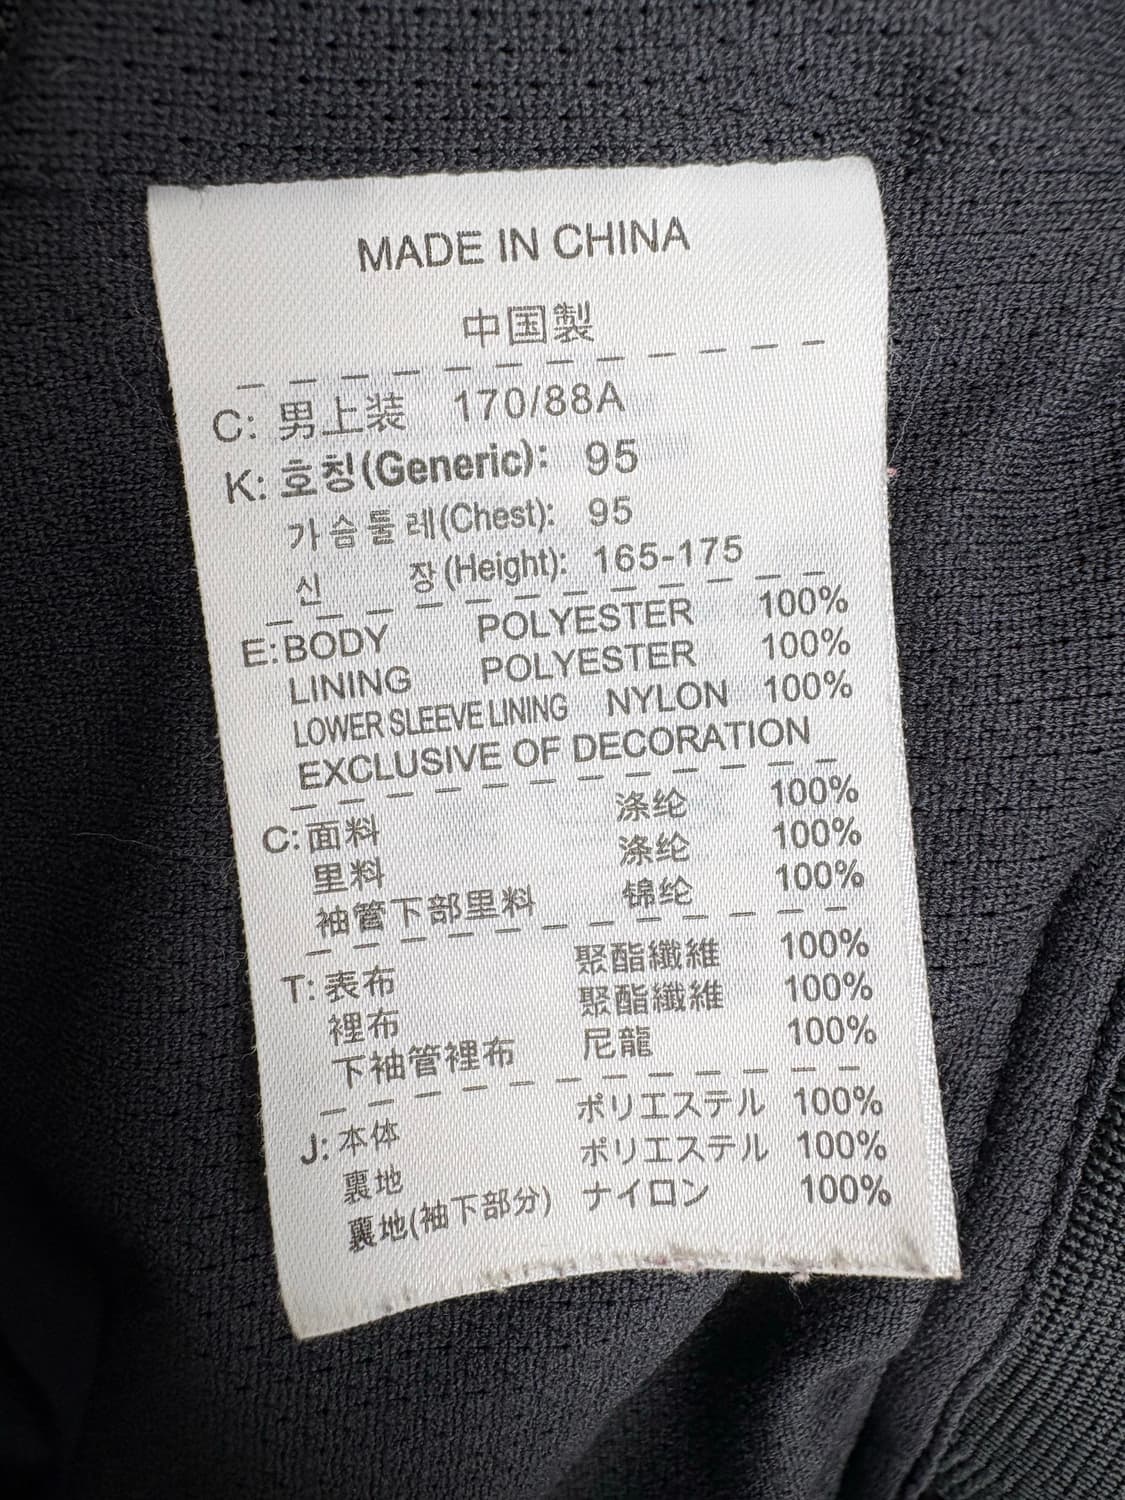 MADE IN CHINA
中国製
C: 男上装 170/88A
K: 호칭(Generic): 95
가슴둘레(Chest): 95
신 장(Height): 165-175
E: BODY POLYESTER 100%
LINING POLYESTER 100%
LOWER SLEEVE LINING NYLON 100%
EXCLUSIVE OF DECORATION
C: 面料 涤纶 100%
里料 涤纶 100%
袖管下部里料 锦纶 100%
T: 表布 聚酯纖維 100%
裡布 聚酯纖維 100%
下袖管裡布 尼龍 100%
J: 本体 ポリエステル 100%
裏地 ポリエステル 100%
裏地(袖下部分) ナイロン 100%